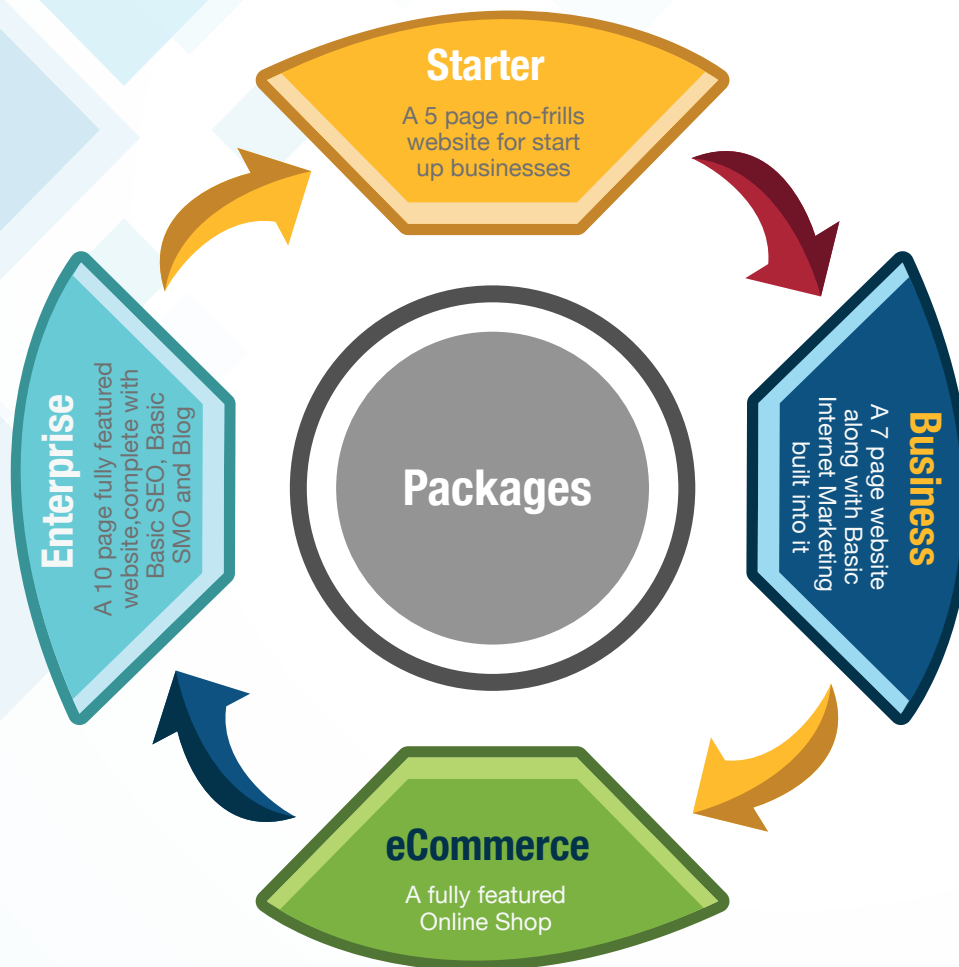 Starter
A 5 page no-frills
website for start
up businesses
Business
A 7 page website
along with Basic
Internet Marketing
built into it
eCommerce
A fully featured
Online Shop
Enterprise
A 10 page fully featured
website,complete with
Basic SEO, Basic
SMO and Blog
Packages